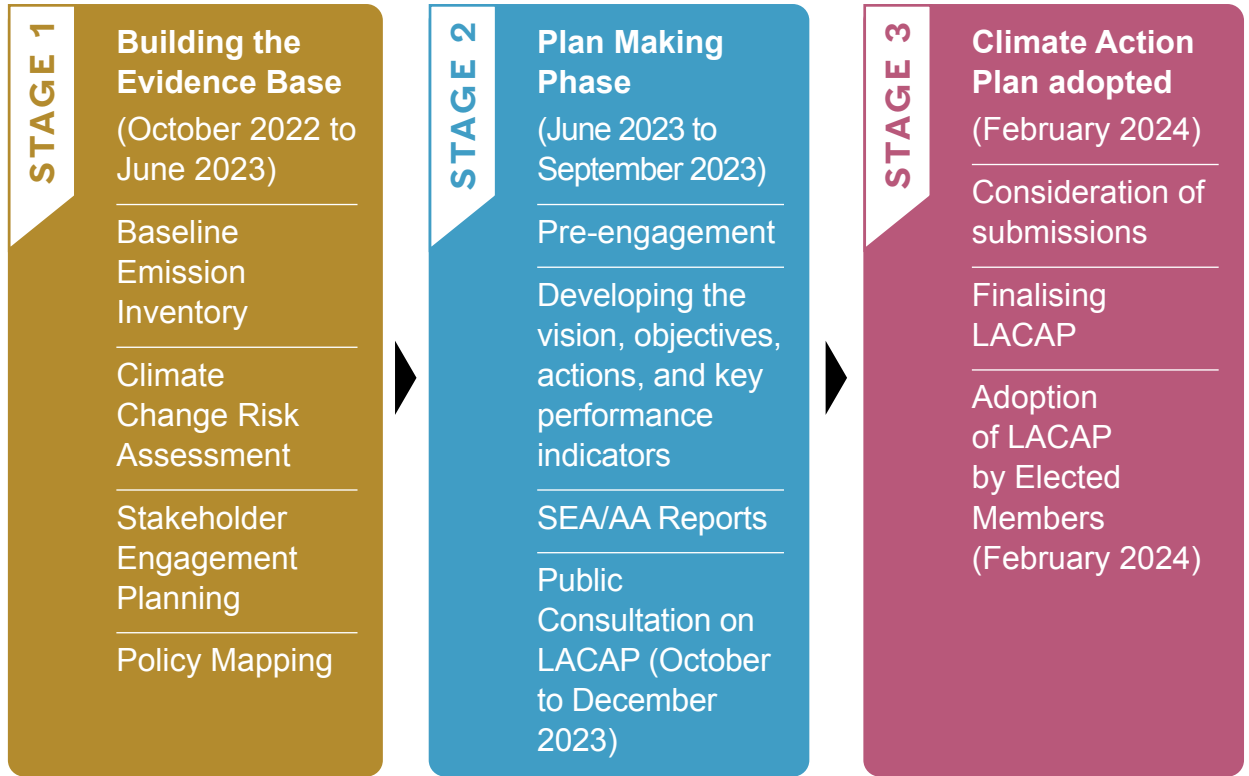 STAGE 1
Building the
Evidence Base
(October 2022 to
June 2023)
Baseline
Emission
Inventory
Climate
Change Risk
Assessment
Stakeholder
Engagement
Planning
Policy Mapping
STAGE 2
Plan Making
Phase
(June 2023 to
September 2023)
Pre-engagement
Developing the
vision, objectives,
actions, and key
performance
indicators
SEA/AA Reports
Public
Consultation on
LACAP (October
to December
2023)
STAGE 3
Climate Action
Plan adopted
(February 2024)
Consideration of
submissions
Finalising
LACAP
Adoption
of LACAP
by Elected
Members
(February 2024)